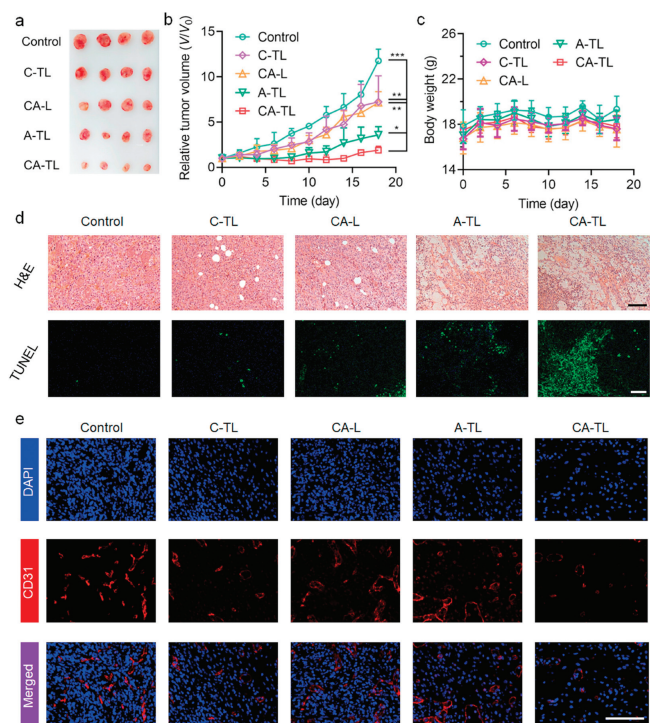 a
Control
C-TL
CA-L
A-TL
CA-TL
b
Relative tumor volume (V/V0)
15
10
5
0
0
5
10
15
20
Time (day)
Control
C-TL
CA-L
A-TL
CA-TL
***
**
**
*
c
Body weight (g)
22
18
14
0
5
10
15
20
Time (day)
Control
C-TL
CA-L
A-TL
CA-TL
d
Control
C-TL
CA-L
A-TL
CA-TL
H&E
TUNEL
e
Control
C-TL
CA-L
A-TL
CA-TL
DAPI
CD31
Merged